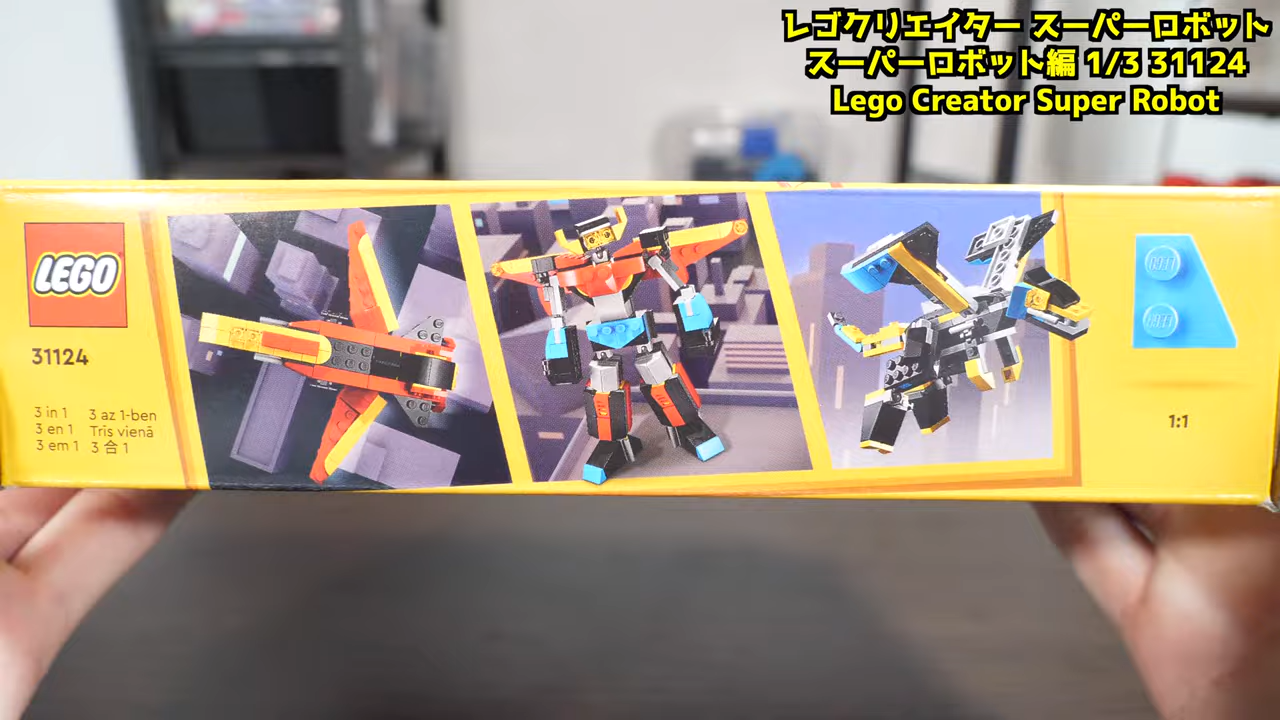 レゴクリエイター スーパーロボット
スーパーロボット編 1/3 31124
Lego Creator Super Robot
LEGO
31124
3 in 1
3 en 1
3 em 1
3 az 1-ben
Trīs vienā
3 合 1
1:1